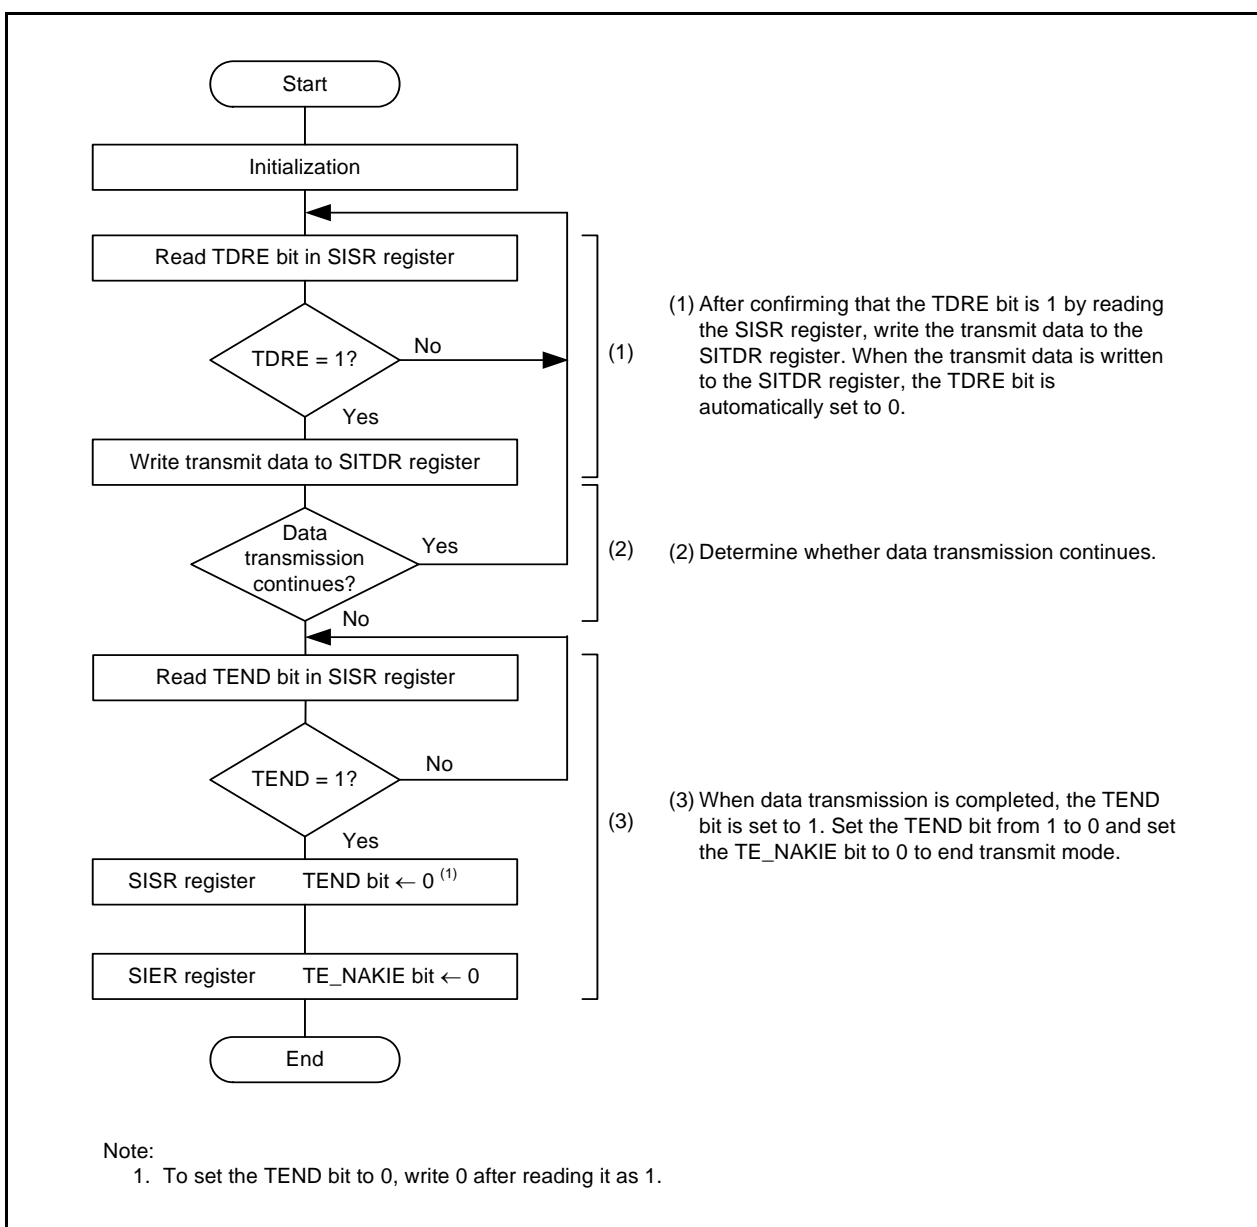 Start
Initialization
Read TDRE bit in SISR register
TDRE = 1?
No
Yes
Write transmit data to SITDR register
(1)
(1) After confirming that the TDRE bit is 1 by reading
the SISR register, write the transmit data to the
SITDR register. When the transmit data is written
to the SITDR register, the TDRE bit is
automatically set to 0.
Data
transmission
continues?
Yes
No
(2)
(2) Determine whether data transmission continues.
Read TEND bit in SISR register
TEND = 1?
No
Yes
SISR register TEND bit ← 0 (1)
SIER register TE_NAKIE bit ← 0
(3)
(3) When data transmission is completed, the TEND
bit is set to 1. Set the TEND bit from 1 to 0 and set
the TE_NAKIE bit to 0 to end transmit mode.
End
Note:
1. To set the TEND bit to 0, write 0 after reading it as 1.